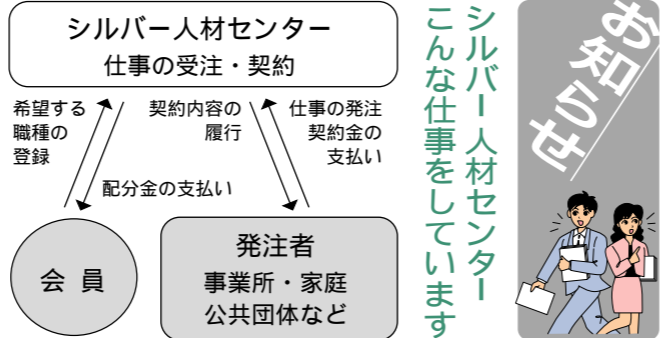 お知らせ
シルバー人材センター
こんな仕事をしています
シルバー人材センター
仕事の受注・契約
希望する
職種の
登録
配分金の支払い
契約内容の
履行
仕事の発注
契約金の
支払い
会員
発注者
事業所・家庭
公共団体など